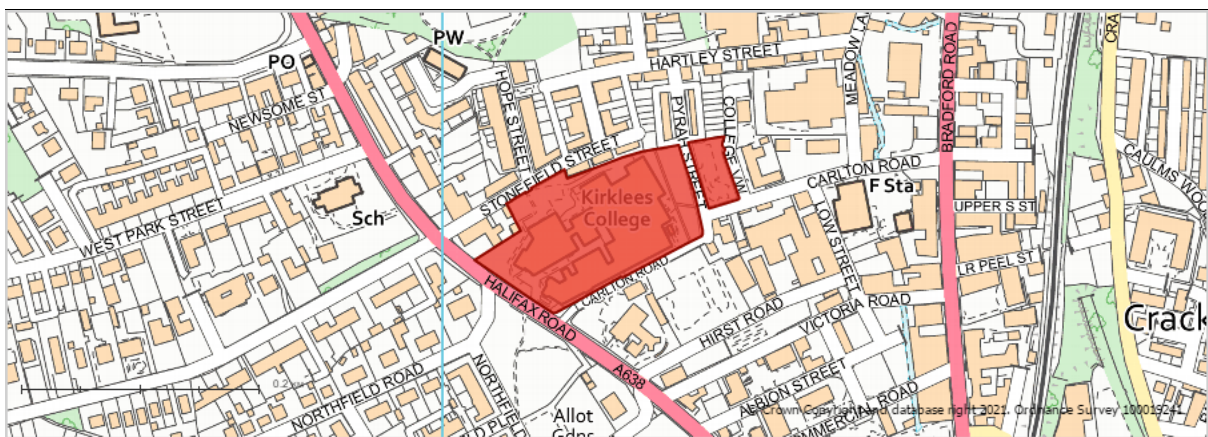 PW
PO
HARTLEY STREET
MEADOW LA
BRADFORD ROAD
CRA
NEWSOME ST
HOPE STREET
PYRAH STREET
COLLEGE
CAULMS WOO
STONEFIELD STREET
CARLTON ROAD
Kirklees
College
F Sta
Sch
WEST PARK STREET
LOW STREET
UPPER S ST
LR PEEL ST
CARLTON ROAD
HALIFAX ROAD
HIRST ROAD
VICTORIA ROAD
Crack
A638
0.2
NORTHFIELD ROAD
NORTHFIE
ALBION STREET
Allot
Gdns
Crown Copyright and database right 2021. Ordnance Survey 100019241.